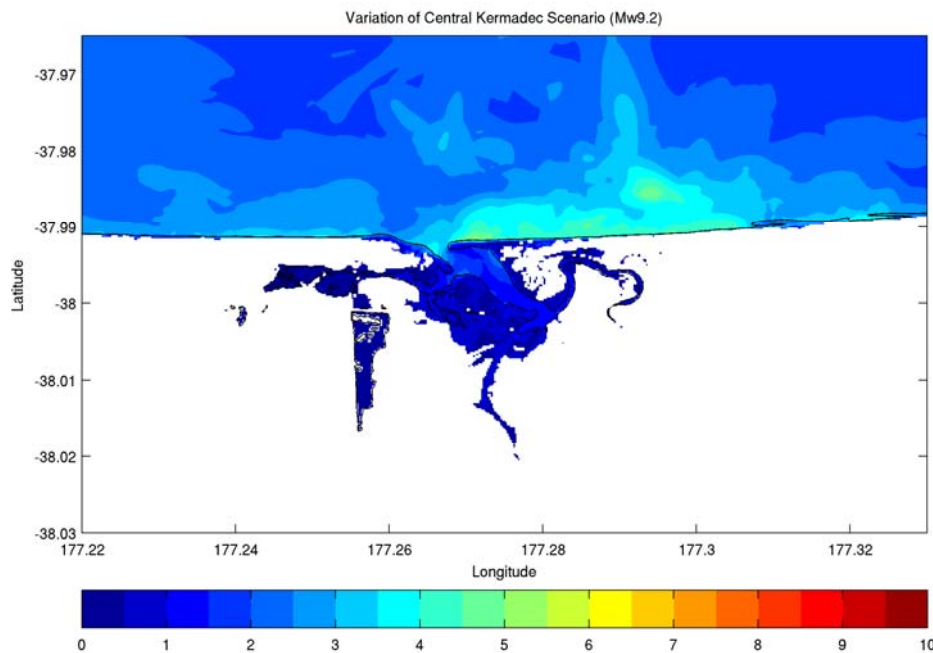 Variation of Central Kermadec Scenario (Mw9.2)
-37.97
-37.98
-37.99
-38
-38.01
-38.02
-38.03
Latitude
177.22 177.24 177.26 177.28 177.3 177.32
Longitude
0 1 2 3 4 5 6 7 8 9 10